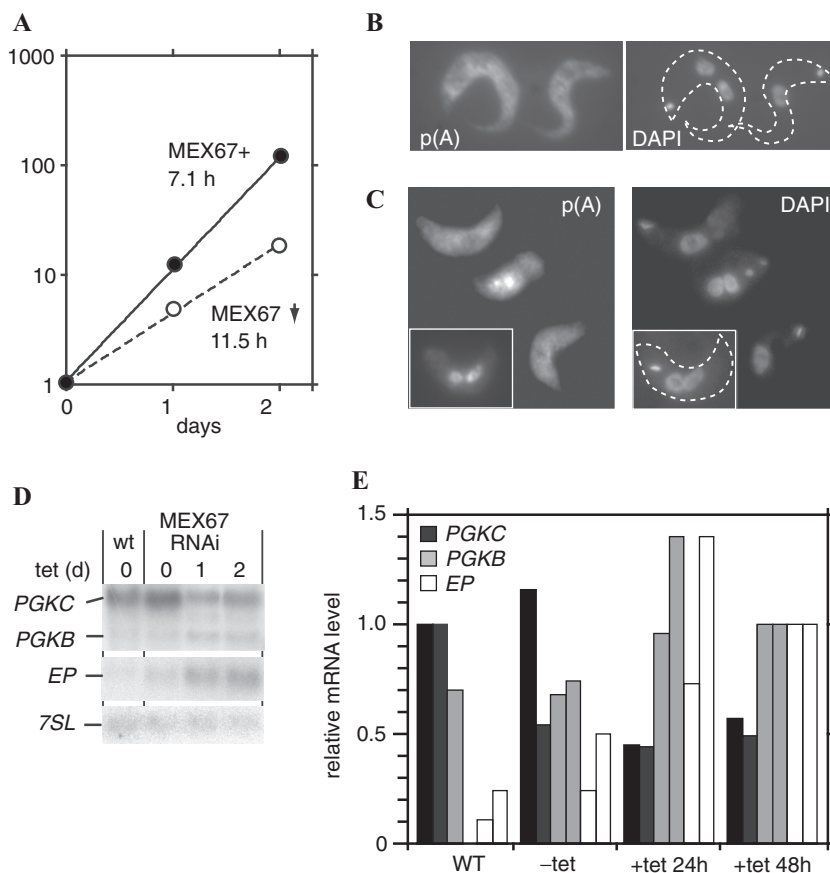 A
1000
100
10
1
0
1
2
days
MEX67+
7.1 h
MEX67
11.5 h
B
p(A)
DAPI
C
p(A)
DAPI
D
MEX67
wt
RNAi
tet (d) 0 0 1 2
PGKC
PGKB
EP
7SL
E
1.5
1.0
0.5
0
relative mRNA level
PGKC
PGKB
EP
WT
–tet
+tet 24h
+tet 48h